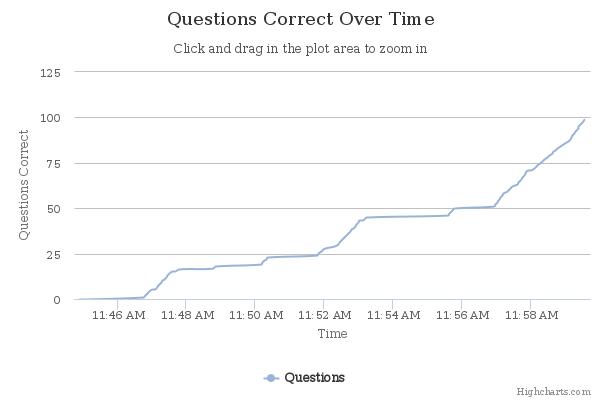 Questions Correct Over Time
Click and drag in the plot area to zoom in
Questions Correct
125
100
75
50
25
0
11:46 AM 11:48 AM 11:50 AM 11:52 AM 11:54 AM 11:56 AM 11:58 AM
Time
Questions
Highcharts.com